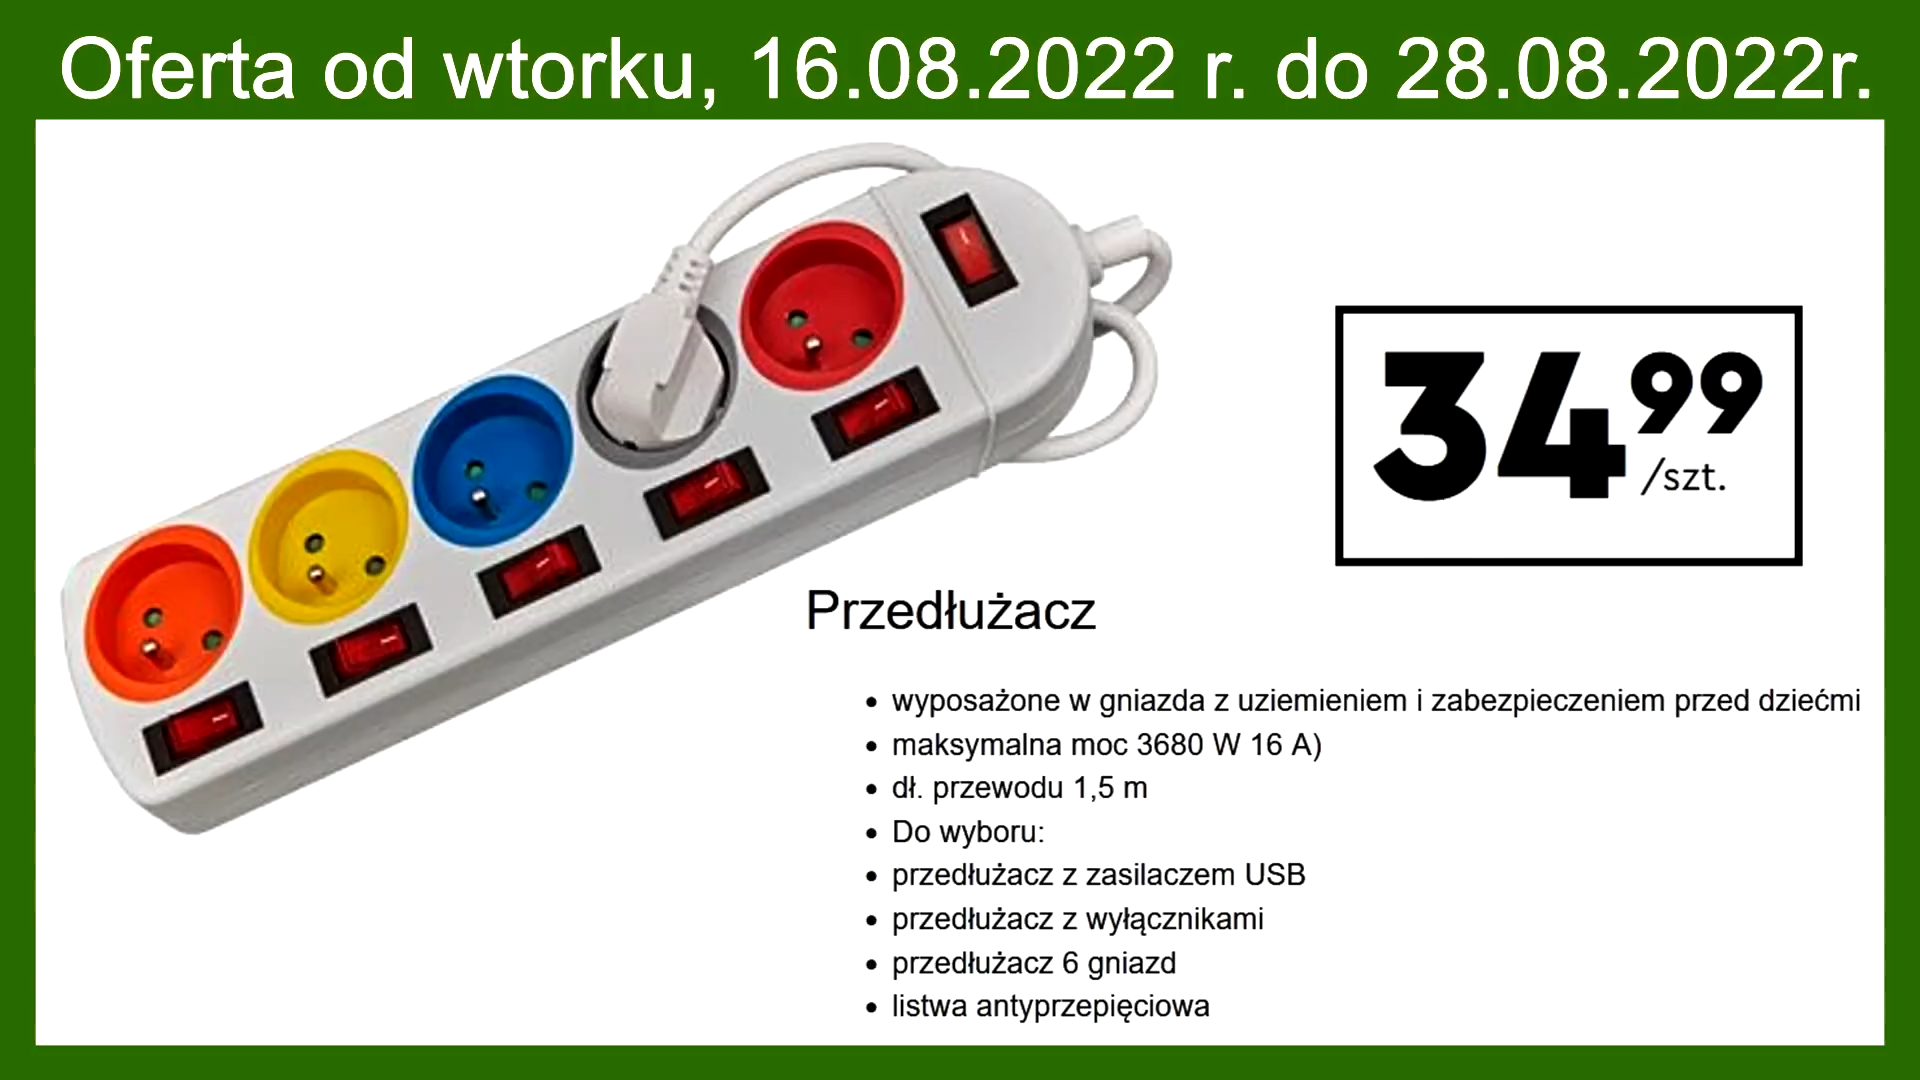 Oferta od wtorku, 16.08.2022 r. do 28.08.2022r.
34 99
/szt.
Przedłużacz
• wyposażone w gniazda z uziemieniem i zabezpieczeniem przed dziećmi
• maksymalna moc 3680 W 16 A)
• dł. przewodu 1,5 m
• Do wyboru:
• przedłużacz z zasilaczem USB
• przedłużacz z wyłącznikami
• przedłużacz 6 gniazd
• listwa antyprzepięciowa